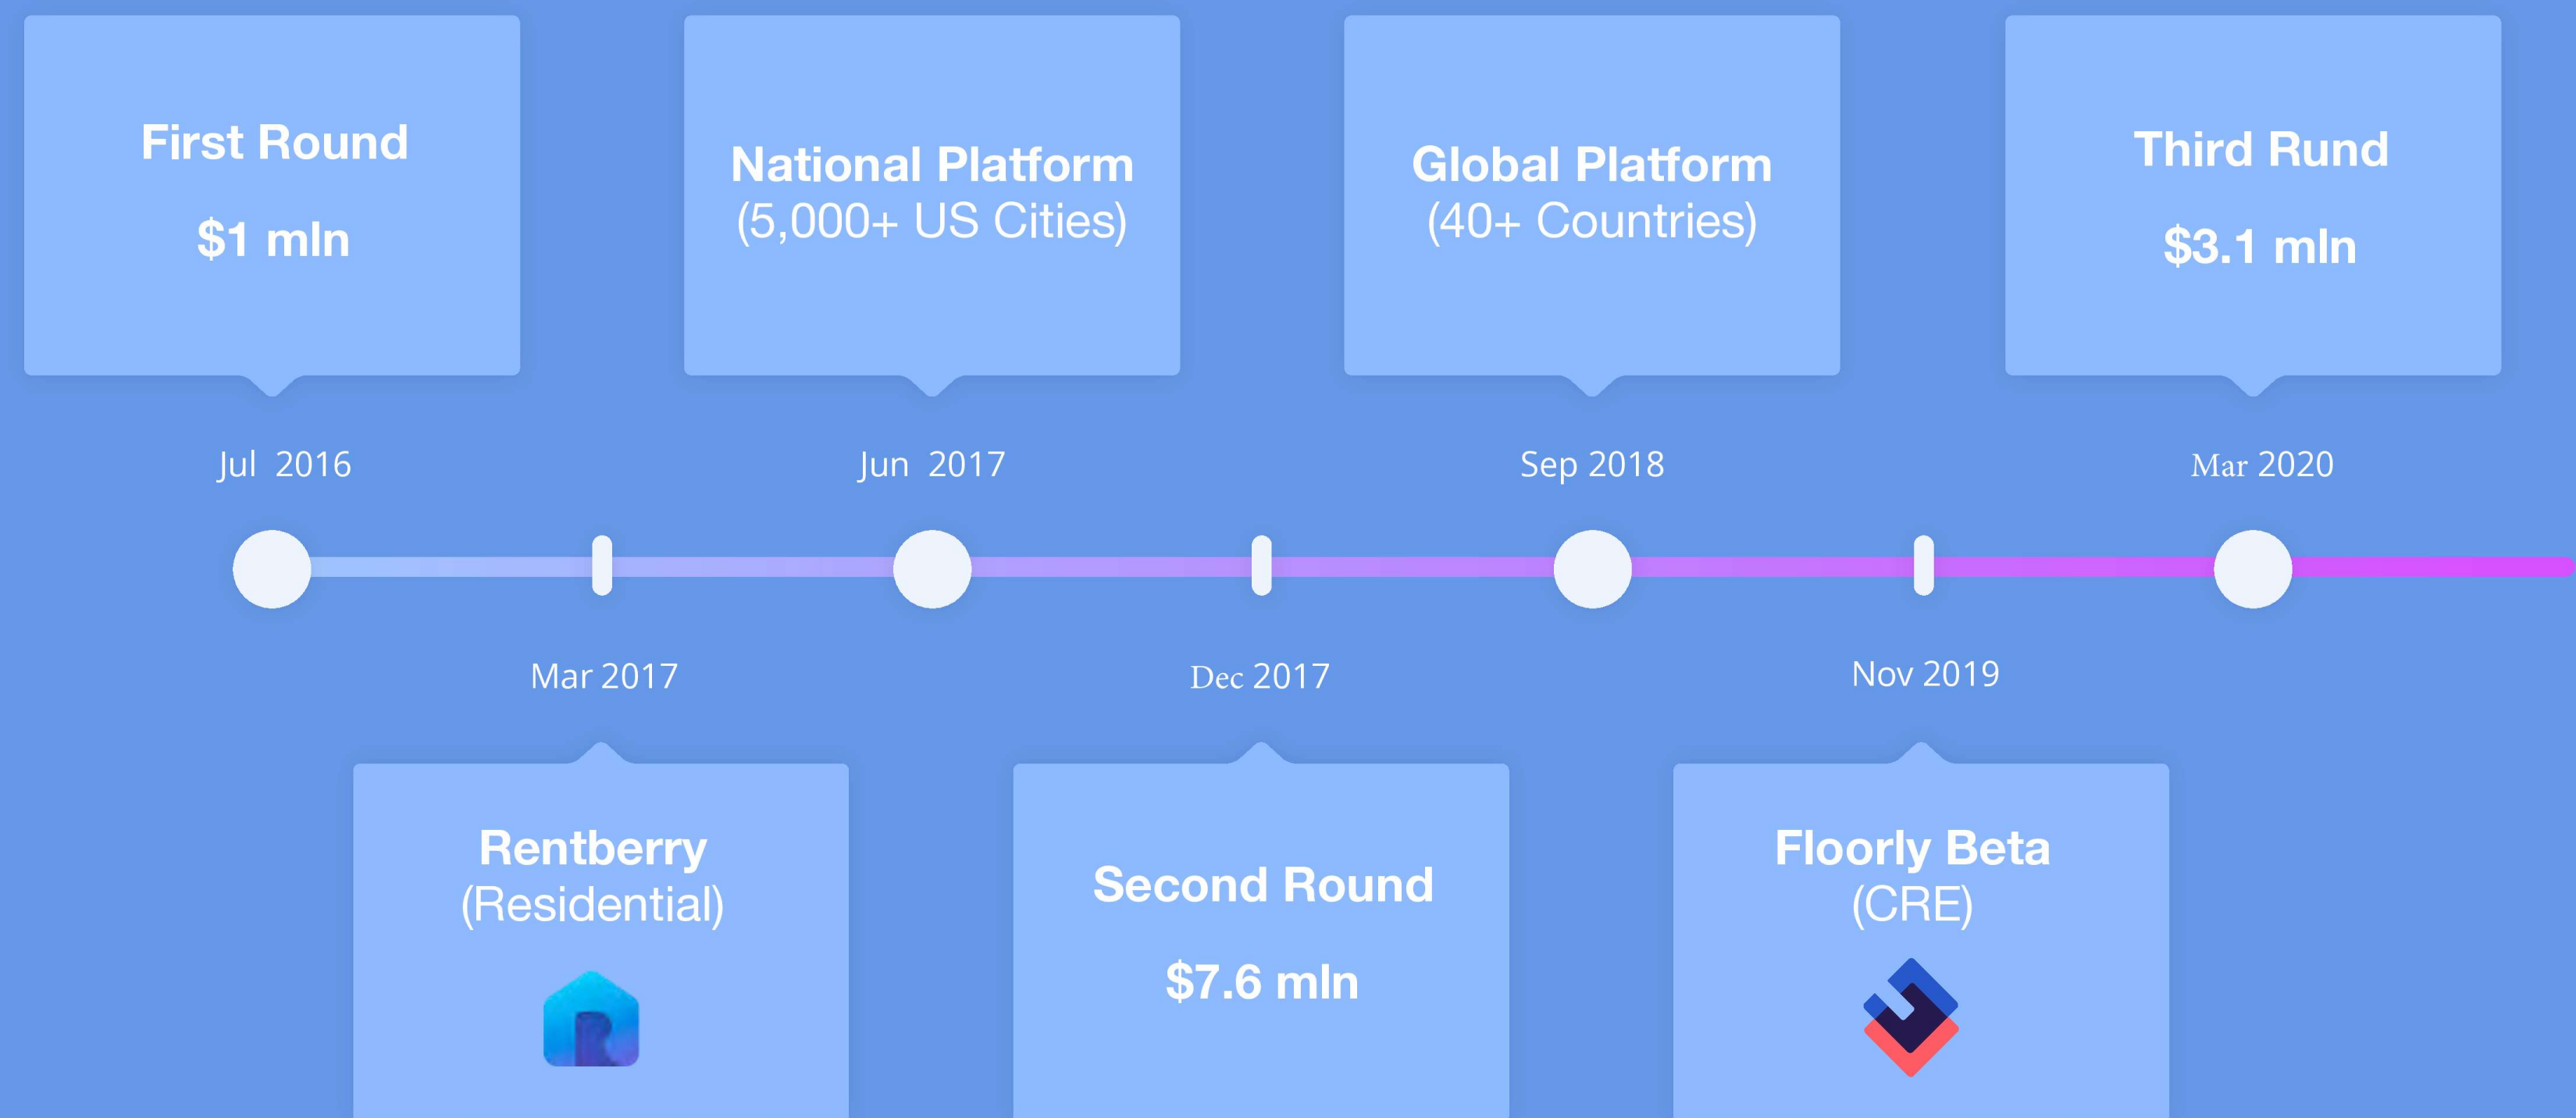 First Round
$1 mln
National Platform
(5,000+ US Cities)
Global Platform
(40+ Countries)
Third Rund
$3.1 mln
Jul 2016
Jun 2017
Sep 2018
Mar 2020
Mar 2017
Dec 2017
Nov 2019
Rentberry
(Residential)
R
Second Round
$7.6 mln
Floorly Beta
(CRE)